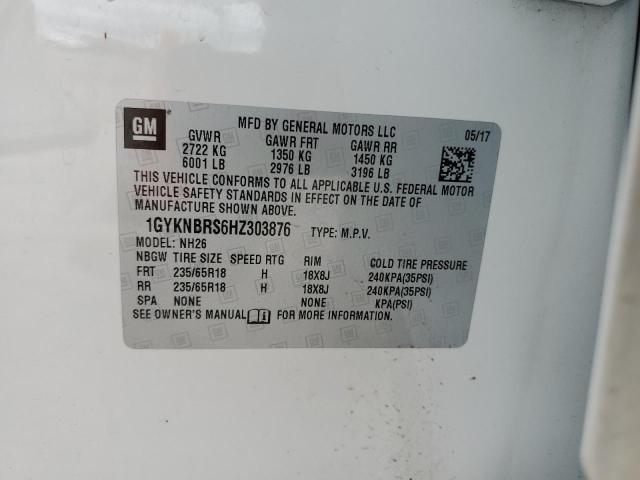 GM
MFD BY GENERAL MOTORS LLC 05/17
GVWR GAWR FRT GAWR RR
2722 KG 1350 KG 1450 KG
6001 LB 2976 LB 3196 LB
THIS VEHICLE CONFORMS TO ALL APPLICABLE U.S. FEDERAL MOTOR
VEHICLE SAFETY STANDARDS IN EFFECT ON THE DATE OF
MANUFACTURE SHOWN ABOVE.
1GYKNBRS6HZ303876 TYPE: M.P.V.
MODEL: NH26
NBGW TIRE SIZE SPEED RTG RIM COLD TIRE PRESSURE
FRT 235/65R18 H 18X8J 240KPA(35PSI)
RR 235/65R18 H 18X8J 240KPA(35PSI)
SPA NONE NONE KPA(PSI)
SEE OWNER'S MANUAL FOR MORE INFORMATION.